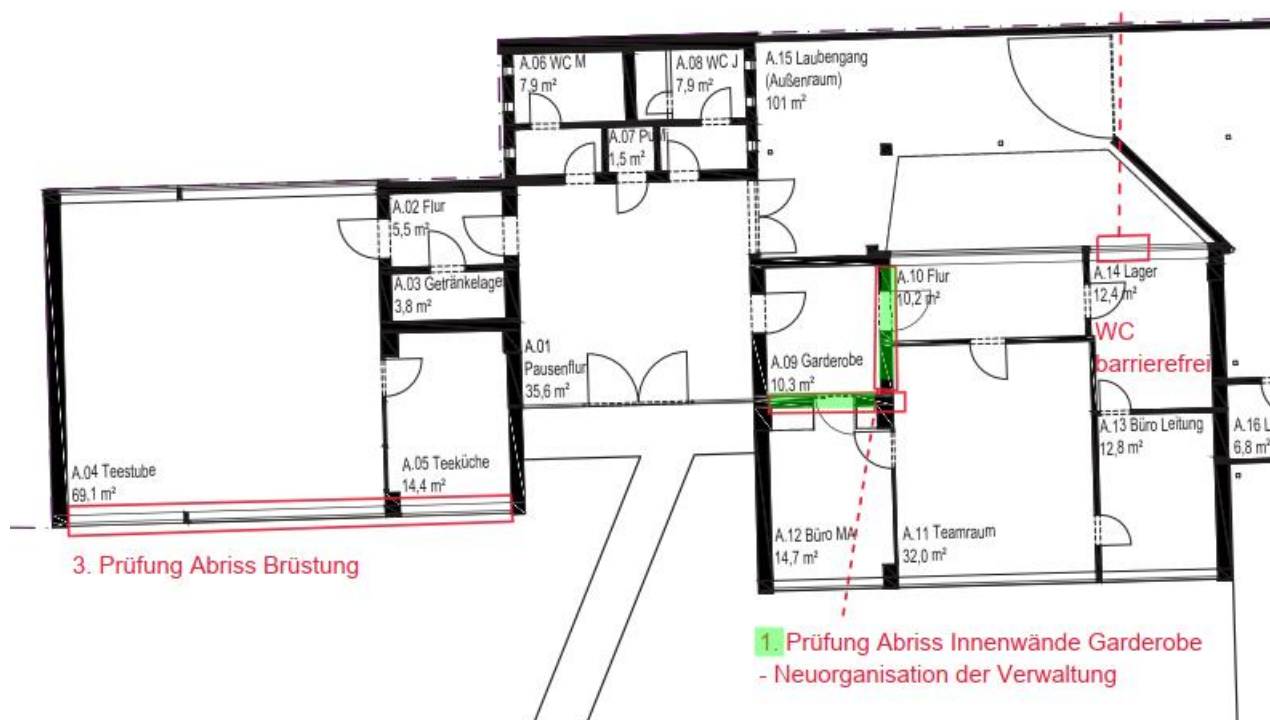 A.06 WC M
7,9 m²
A.08 WC J
7,9 m²
A.15 Laubengang
(Außenraum)
101 m²
A.07 PuMi
1,5 m²
A.02 Flur
5,5 m²
A.03 Getränkelager
3,8 m²
A.01
Pausenflur
35,6 m²
A.10 Flur
10,2 m²
A.14 Lager
12,4 m²
WC
barrierefrei
A.09 Garderobe
10,3 m²
A.04 Teestube
69,1 m²
A.05 Teeküche
14,4 m²
A.13 Büro Leitung
12,8 m²
A.16 L
6,8 m²
A.12 Büro MA
14,7 m²
A.11 Teamraum
32,0 m²
3. Prüfung Abriss Brüstung
1. Prüfung Abriss Innenwände Garderobe
- Neuorganisation der Verwaltung